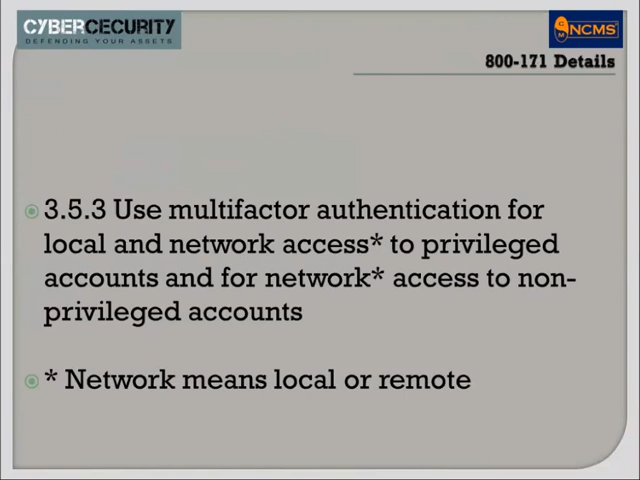 CYBERCECURITY
DEFENDING YOUR ASSETS
NCMS
800-171 Details
3.5.3 Use multifactor authentication for
local and network access* to privileged
accounts and for network* access to non-
privileged accounts
* Network means local or remote